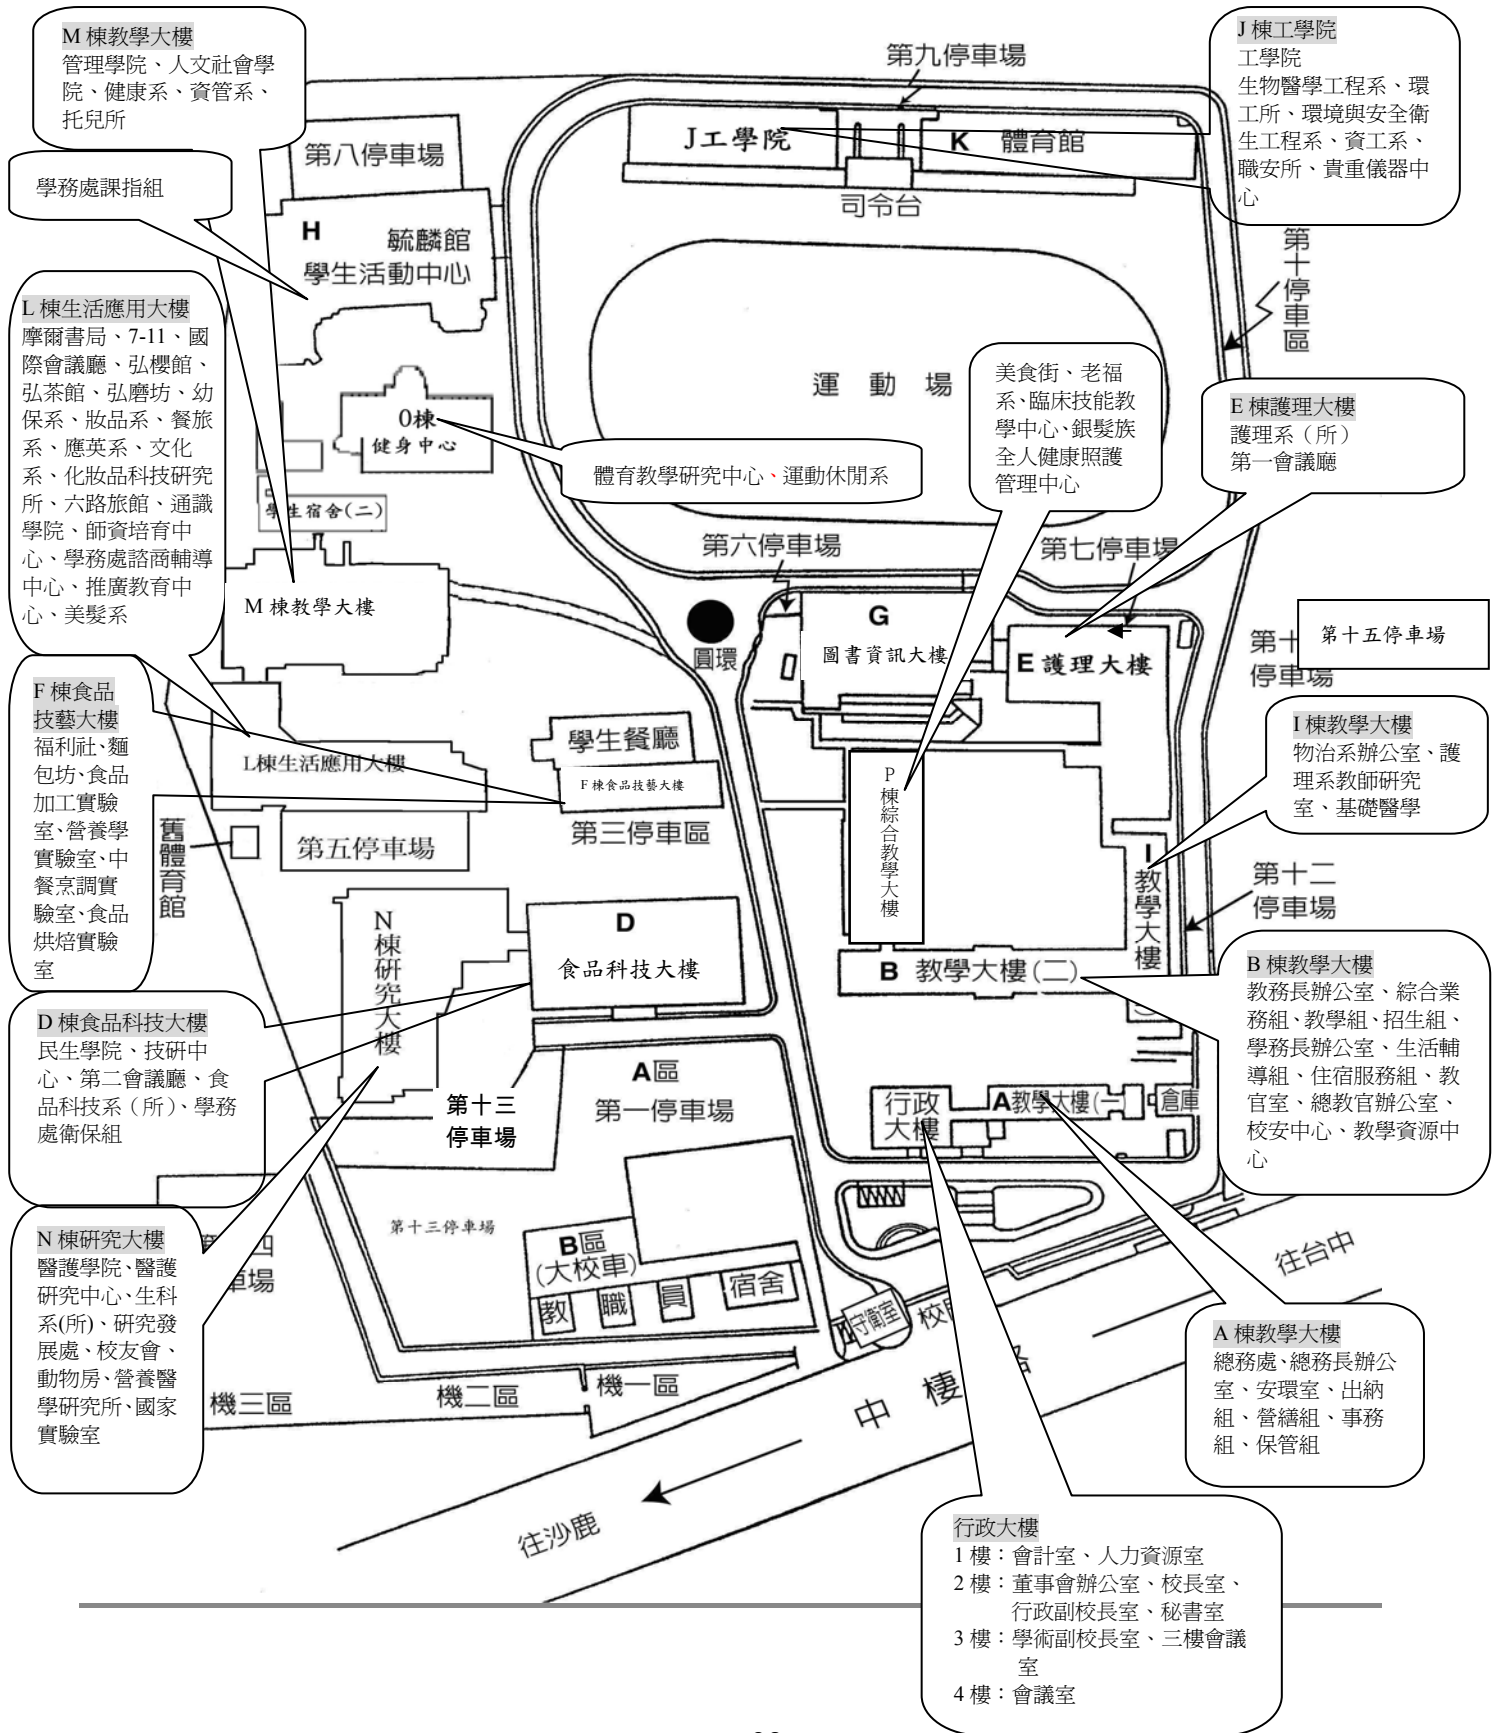 M 棟教學大樓
管理學院、人文社會學
院、健康系、資管系、
托兒所
學務處課指組
J 棟工學院
工學院
生物醫學工程系、環
工所、環境與安全衛
生工程系、資工系、
職安所、貴重儀器中
心
第九停車場
J工學院
K 體育館
司令台
第八停車場
H 毓麟館
學生活動中心
第十停車區
L 棟生活應用大樓
摩爾書局、7-11、國
際會議廳、弘櫻館、
弘茶館、弘磨坊、幼
保系、妝品系、餐旅
系、應英系、文化
系、化妝品科技研究
所、六路旅館、通識
學院、師資培育中
心、學務處諮商輔導
中心、推廣教育中
心、美髮系
運動場
美食街、老福
系、臨床技能教
學中心、銀髮族
全人健康照護
管理中心
E 棟護理大樓
護理系（所）
第一會議廳
O棟
健身中心
體育教學研究中心、運動休閒系
學生宿舍(二)
第六停車場
第七停車場
M 棟教學大樓
圓環
G
圖書資訊大樓
E 護理大樓
第十
停車場
第十五停車場
F 棟食品
技藝大樓
福利社、麵
包坊、食品
加工實驗
室、營養學
實驗室、中
餐烹調實
驗室、食品
烘焙實驗
室
I 棟教學大樓
物治系辦公室、護
理系教師研究
室、基礎醫學
學生餐廳
F 棟食品技藝大樓
第三停車區
L棟生活應用大樓
第五停車場
舊體育館
P棟綜合教學大樓
I教學大樓
第十二
停車場
N棟研究大樓
D
食品科技大樓
B 教學大樓(二)
B 棟教學大樓
教務長辦公室、綜合業
務組、教學組、招生組、
學務長辦公室、生活輔
導組、住宿服務組、教
官室、總教官辦公室、
校安中心、教學資源中
心
D 棟食品科技大樓
民生學院、技研中
心、第二會議廳、食
品科技系（所）、學務
處衛保組
A區
第一停車場
第十三
停車場
行政
大樓
A教學大樓(一
倉庫
第十三停車場
B區
(大校車)
教職員宿舍
N 棟研究大樓
醫護學院、醫護
研究中心、生科
系(所)、研究發
展處、校友會、
動物房、營養醫
學研究所、國家
實驗室
四
車場
機三區
機二區
機一區
守衛室
校
往台中
中棲
往沙鹿
A 棟教學大樓
總務處、總務長辦公
室、安環室、出納
組、營繕組、事務
組、保管組
行政大樓
1 樓：會計室、人力資源室
2 樓：董事會辦公室、校長室、
行政副校長室、秘書室
3 樓：學術副校長室、三樓會議
室
4 樓：會議室